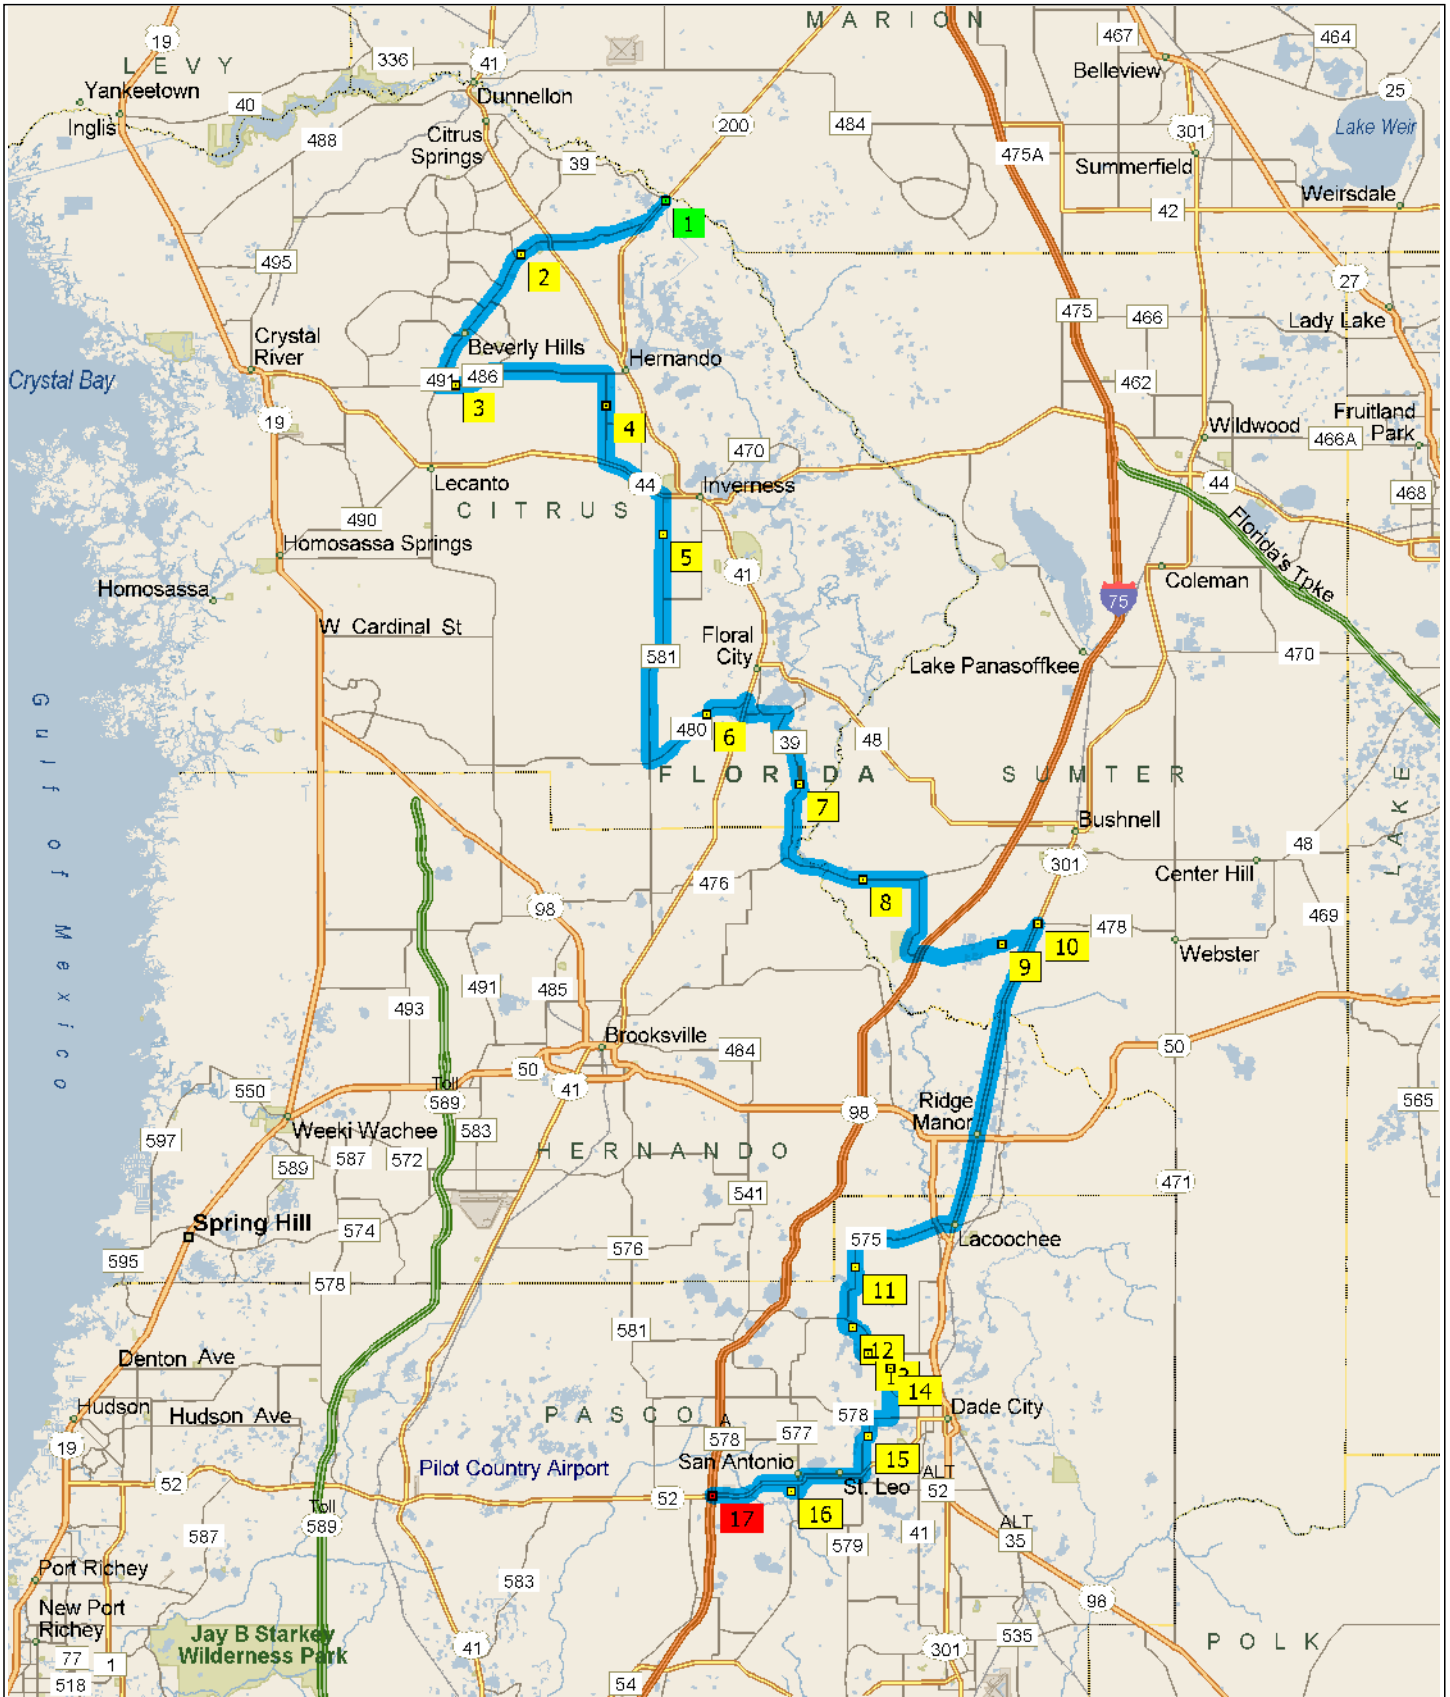 MARION
19
467
464
LEVY
336
41
Belleview
Yankeetown
Dunnellon
25
40
Inglis
Citrus
Springs
200
484
301
Lake Weir
488
475A
39
Summerfield
Weirsdale
1
42
495
2
27
475
466
Lady Lake
Crystal
River
Beverly Hills
Hernando
Crystal Bay
491
486
462
3
19
4
Wildwood
Fruitland
Park
466A
470
Lecanto
44
Inverness
44
468
CITRUS
490
Florida's Tpke
Homosassa Springs
5
41
Coleman
Homosassa
75
W Cardinal St
Floral
City
581
Lake Panasoffkee
470
Gulf of Mexico
480
6
39
48
FLORIDA
SUMTER
LAKE
7
Bushnell
48
301
Center Hill
476
8
98
469
478
10
Webster
9
491
485
493
Brooksville
484
50
50
Toll
589
41
550
98
Ridge
Manor
565
Weeki Wachee
583
597
587
572
589
HERNANDO
471
541
Spring Hill
574
575
Lacoochee
576
595
578
11
581
12
Denton Ave
14
Hudson
Hudson Ave
PASCO
A
578
578
577
Dade City
19
San Antonio
15
Pilot Country Airport
52
St. Leo
ALT
52
52
Toll
589
17
16
ALT
35
587
41
579
Port Richey
583
98
New Port
Richey
Jay B Starkey
Wilderness Park
535
POLK
77
1
41
301
518
54